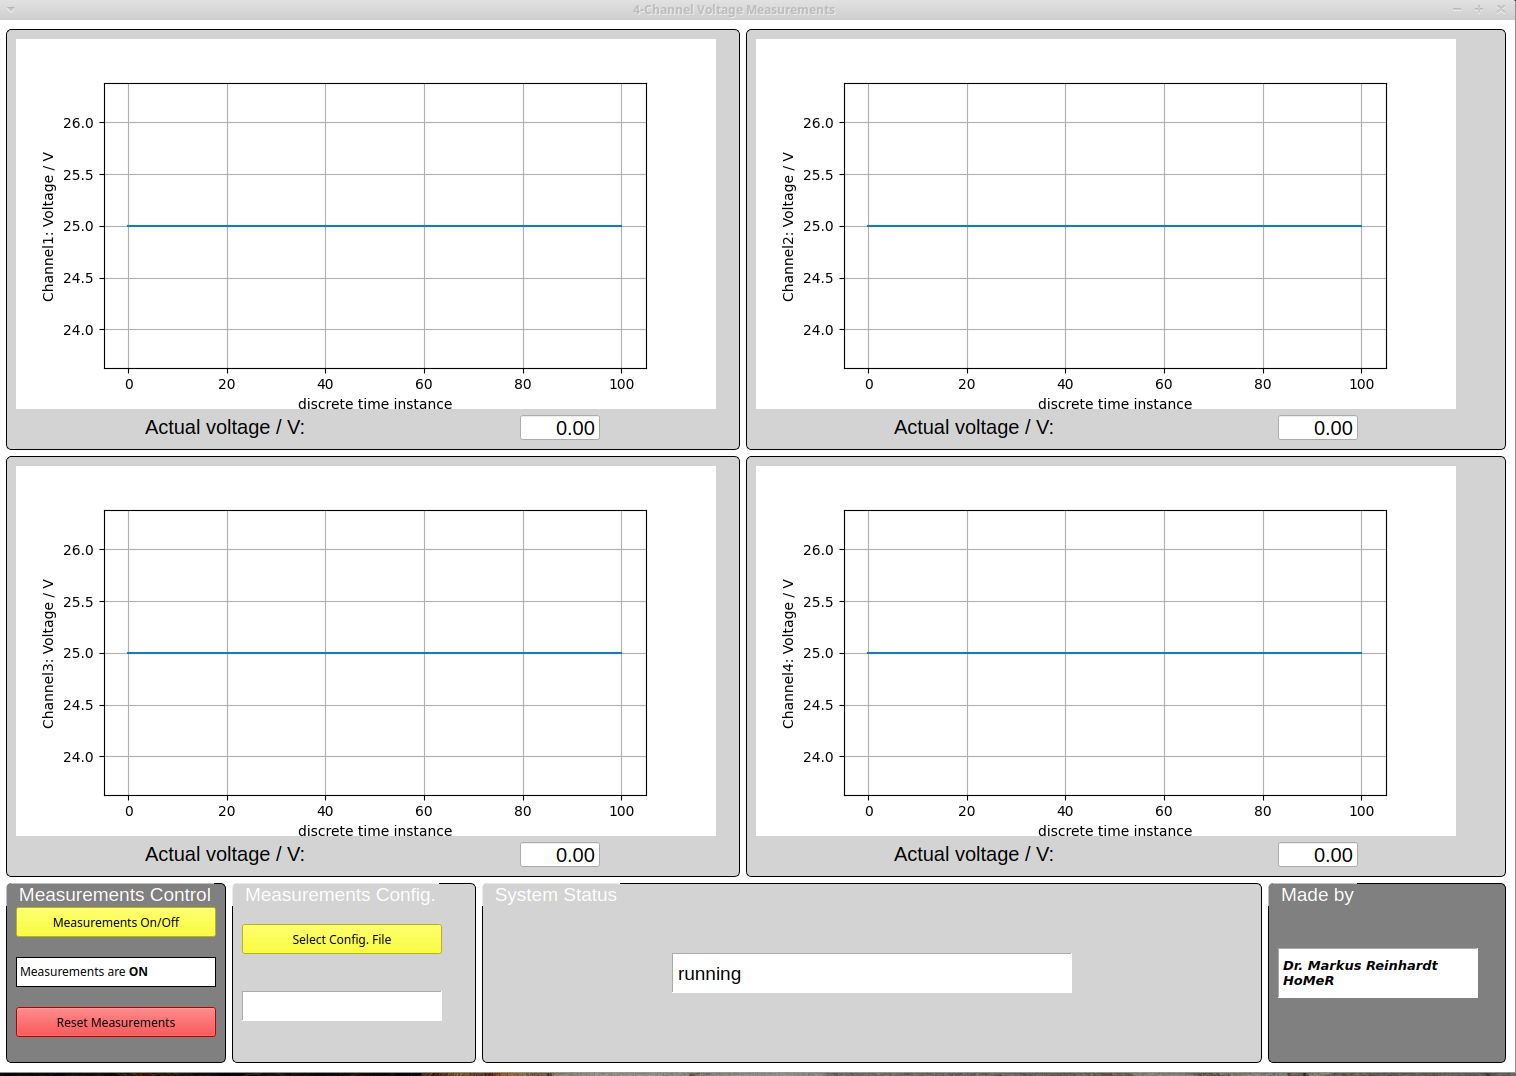 4-Channel Voltage Measurements
26.0
25.5
25.0
24.5
24.0
Channel1: Voltage / V
0 20 40 60 80 100
discrete time instance
Actual voltage / V: 0.00
26.0
25.5
25.0
24.5
24.0
Channel2: Voltage / V
0 20 40 60 80 100
discrete time instance
Actual voltage / V: 0.00
26.0
25.5
25.0
24.5
24.0
Channel3: Voltage / V
0 20 40 60 80 100
discrete time instance
Actual voltage / V: 0.00
26.0
25.5
25.0
24.5
24.0
Channel4: Voltage / V
0 20 40 60 80 100
discrete time instance
Actual voltage / V: 0.00
Measurements Control
Measurements On/Off
Measurements are ON
Reset Measurements
Measurements Config.
Select Config. File
System Status
running
Made by
Dr. Markus Reinhardt
HoMeR